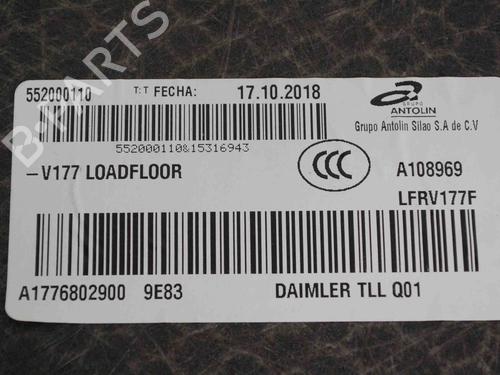 552000110 T:T FECHA: 17.10.2018
GRUPO
ANTOLIN
Grupo Antolin Silao S.A de C.V
552000110&15316943
-V177 LOADFLOOR
CCC
A108969
LFRV177F
A1776802900 9E83 DAIMLER TLL Q01
B-PARTS